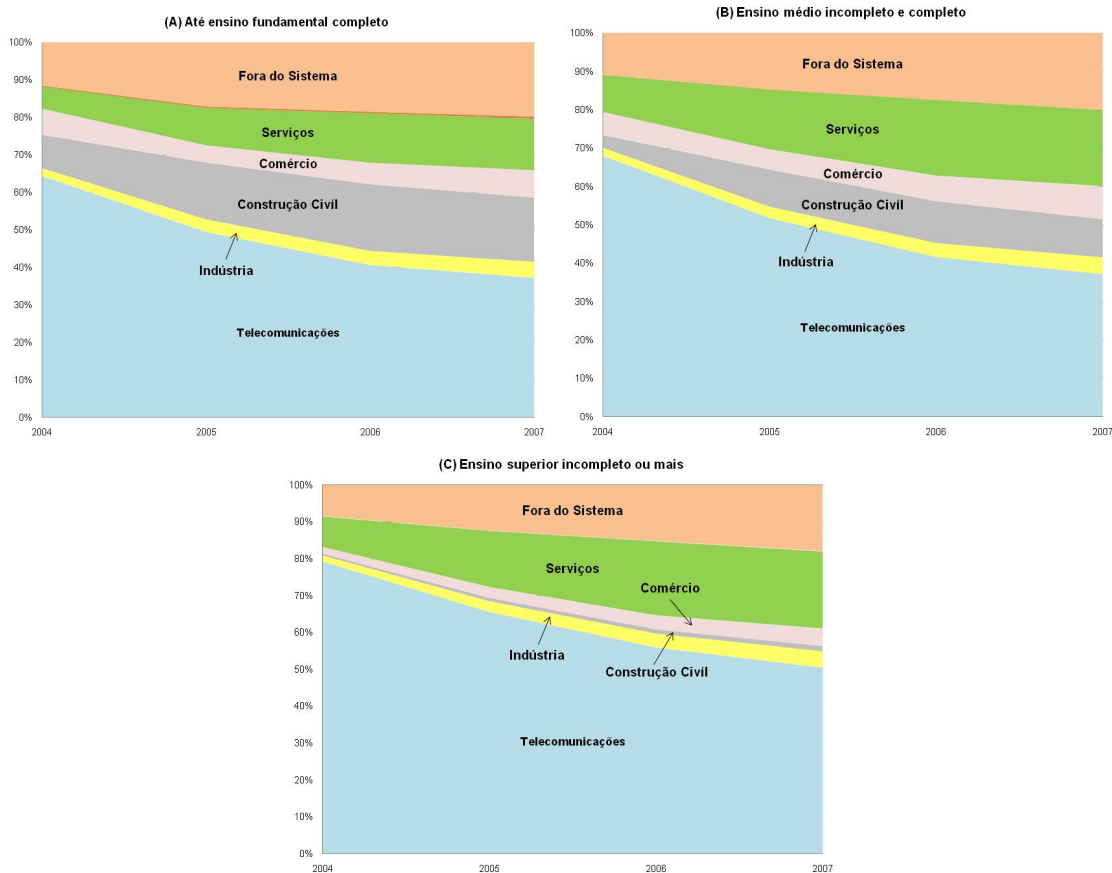 (A) Até ensino fundamental completo
100%
90%
80%
70%
60%
50%
40%
30%
20%
10%
0%
Fora do Sistema
Serviços
Comércio
Construção Civíl
Indústria
Telecomunicações
2004 2005 2006 2007
(B) Ensino médio incompleto e completo
100%
90%
80%
70%
60%
50%
40%
30%
20%
10%
0%
Fora do Sistema
Serviços
Comércio
Construção Civíl
Indústria
Telecomunicações
2004 2005 2006 2007
(C) Ensino superior incompleto ou mais
100%
90%
80%
70%
60%
50%
40%
30%
20%
10%
0%
Fora do Sistema
Serviços
Comércio
Indústria
Construção Civíl
Telecomunicações
2004 2005 2006 2007